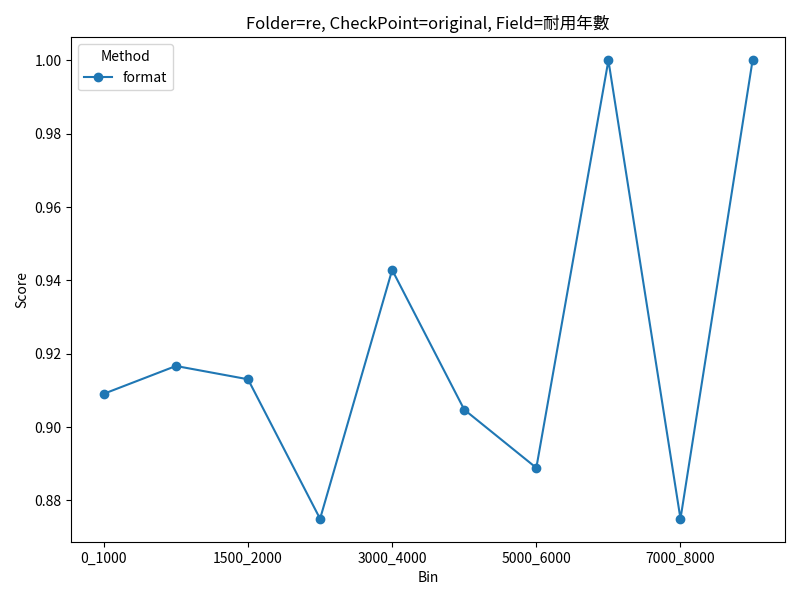 Folder=re, CheckPoint=original, Field=耐用年數
Method
format
1.00
0.98
0.96
0.94
0.92
0.90
0.88
Score
0_1000
1500_2000
3000_4000
5000_6000
7000_8000
Bin